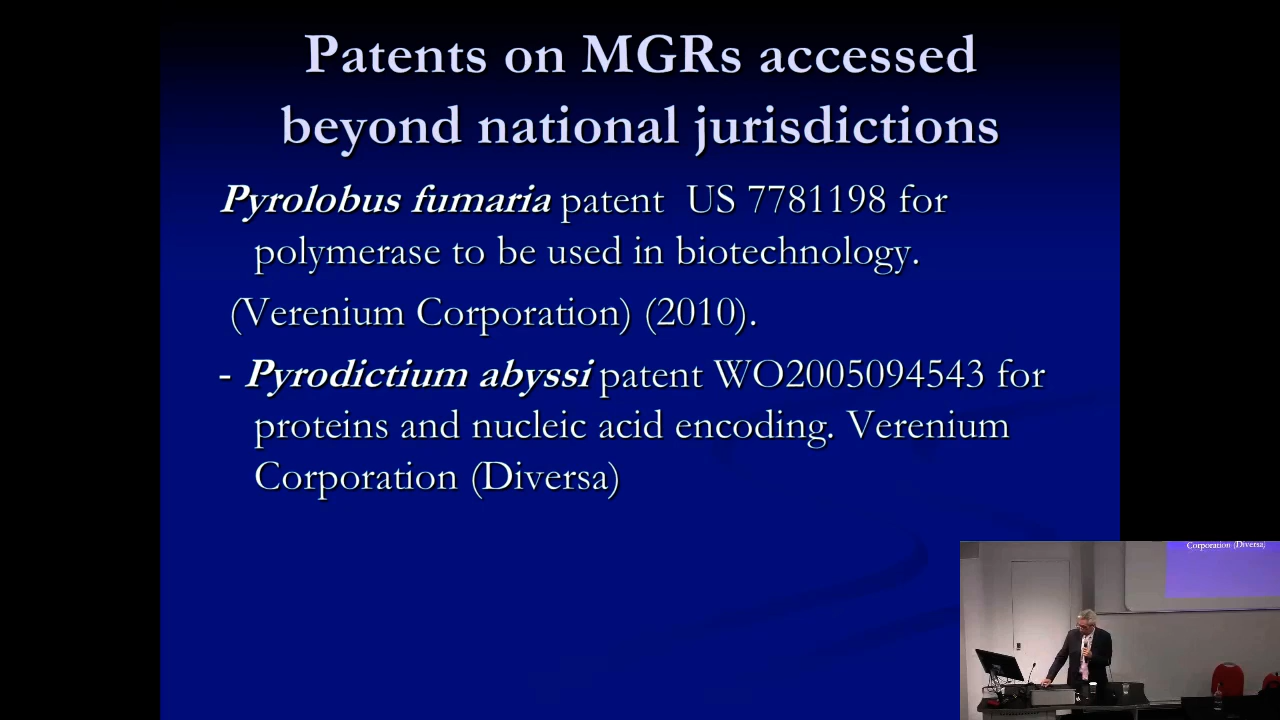 Patents on MGRs accessed
beyond national jurisdictions
Pyrolobus fumaria patent US 7781198 for
polymerase to be used in biotechnology.
(Verenium Corporation) (2010).
- Pyrodictium abyssi patent WO2005094543 for
proteins and nucleic acid encoding. Verenium
Corporation (Diversa)
Corporation (Diversa)